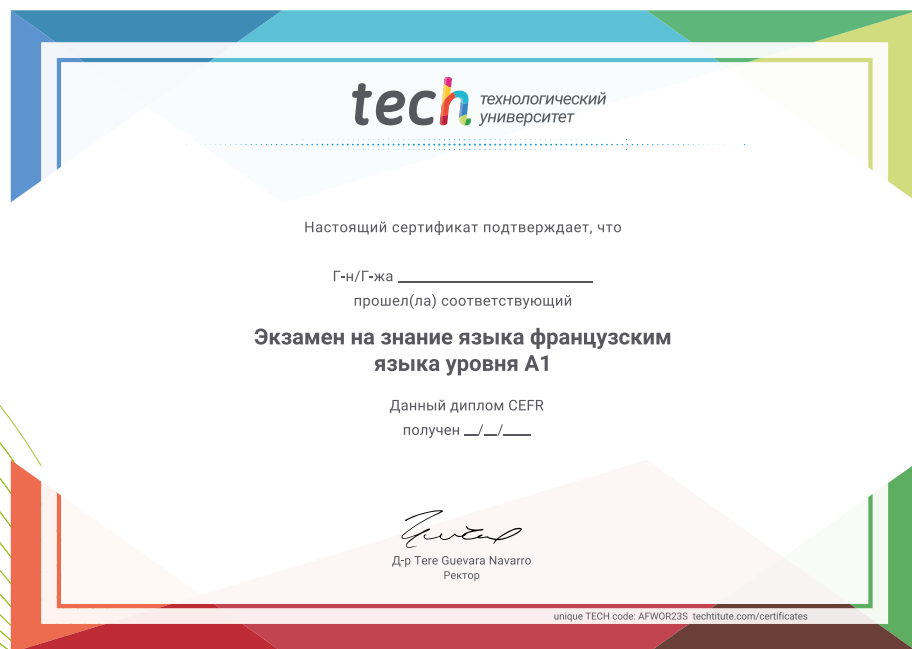 tech технологический
университет
Настоящий сертификат подтверждает, что
Г-н/Г-жа
прошел(ла) соответствующий
Экзамен на знание языка французским
языка уровня A1
Данный диплом CEFR
получен __/__/____
Д-р Tere Guevara Navarro
Ректор
unique TECH code: AFWOR23S techtitute.com/certificates